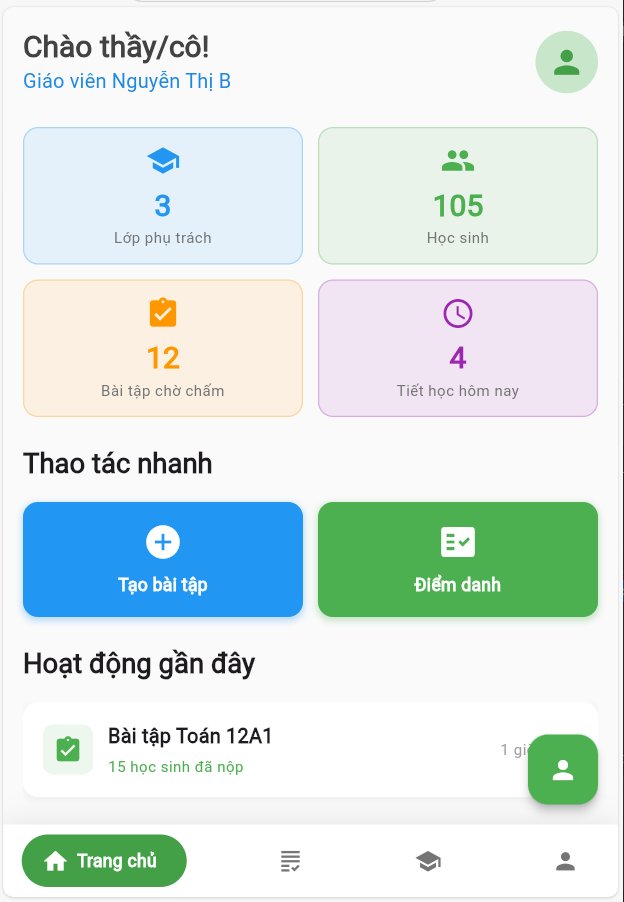 Chào thầy/cô!
Giáo viên Nguyễn Thị B
3
Lớp phụ trách
105
Học sinh
12
Bài tập chờ chấm
4
Tiết học hôm nay
Thao tác nhanh
Tạo bài tập
Điểm danh
Hoạt động gần đây
Bài tập Toán 12A1
15 học sinh đã nộp
1
Trang chủ